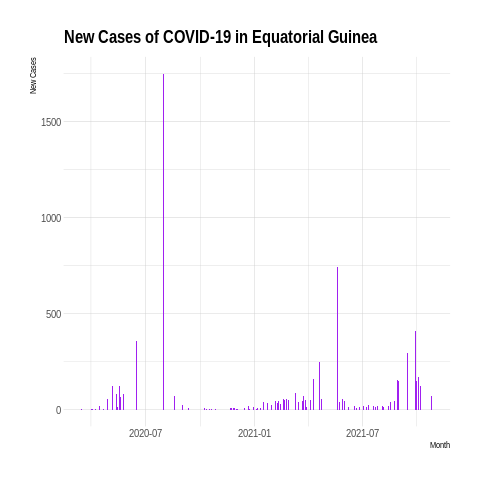 New Cases of COVID-19 in Equatorial Guinea
New Cases
1500
1000
500
0
2020-07
2021-01
2021-07
Month